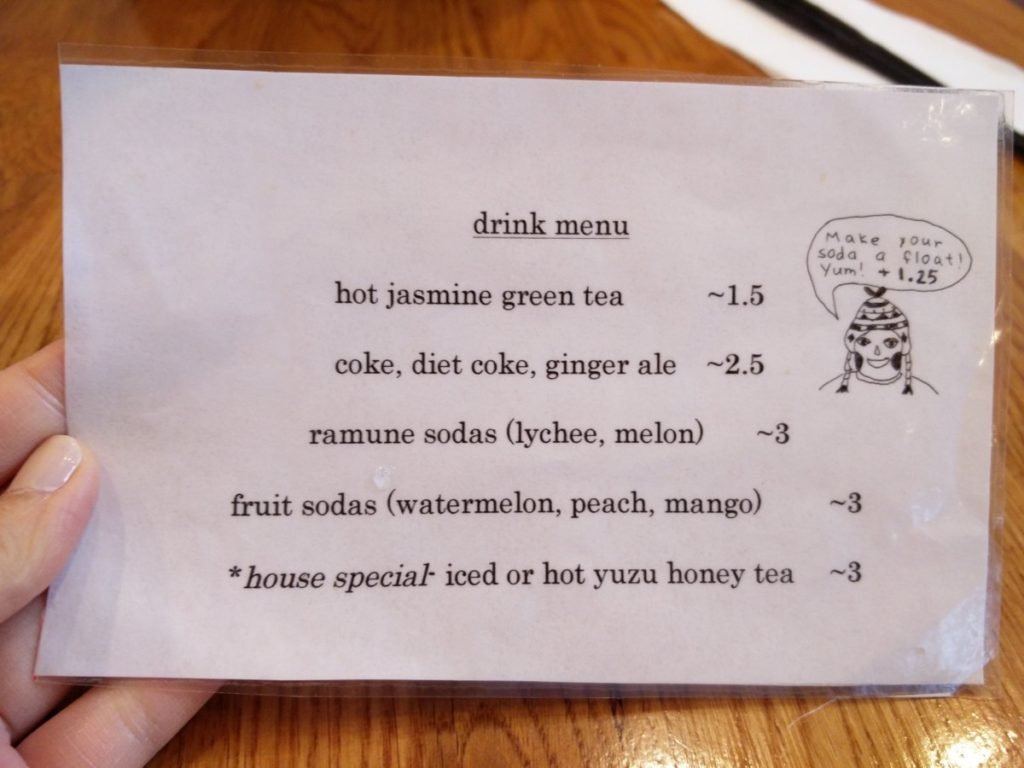 drink menu
Make your
soda a float!
Yum! + 1.25
hot jasmine green tea ~1.5
coke, diet coke, ginger ale ~2.5
ramune sodas (lychee, melon) ~3
fruit sodas (watermelon, peach, mango) ~3
*house special- iced or hot yuzu honey tea ~3